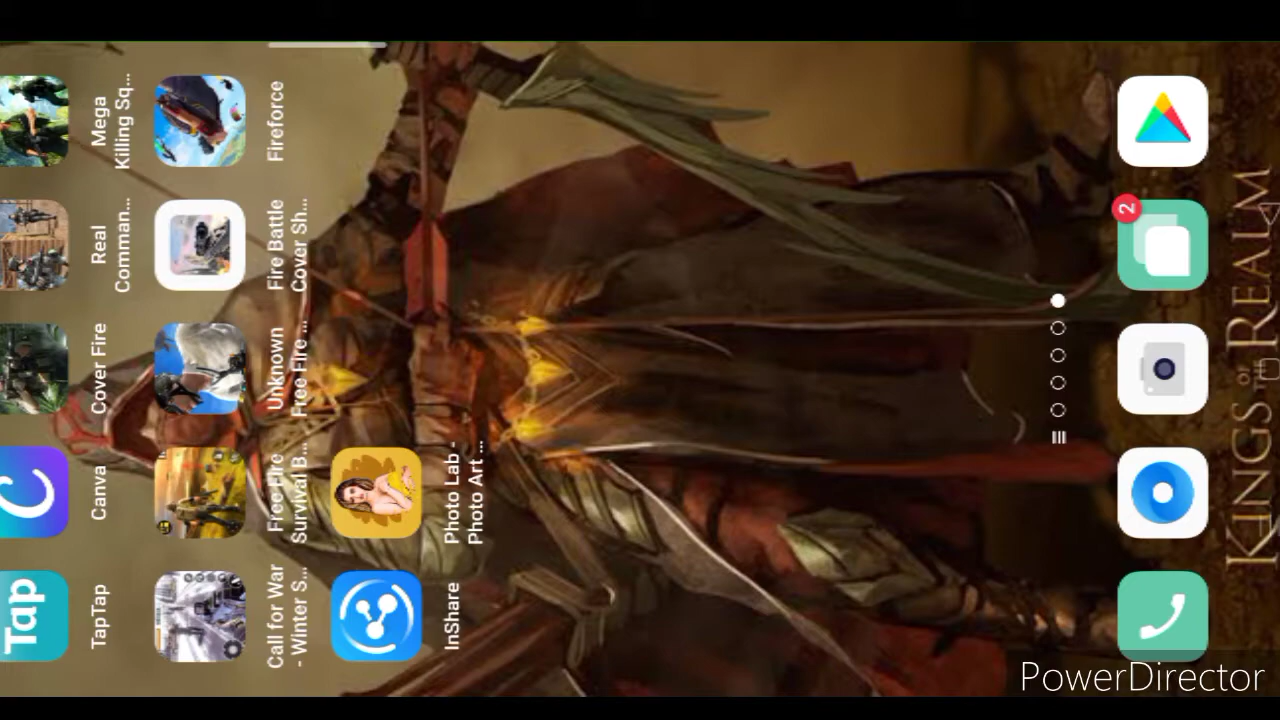 Tap
TapTap
Canva
Cover Fire
Real
Comman...
Mega
Killing Sq...
Call for War
- Winter S...
Free Fire
Survival B...
Unknown
Free Fire ...
Fire Battle
Cover Sh...
Fireforce
InShare
Photo Lab -
Photo Art ...
2
KINGS OF THE REALM
PowerDirector